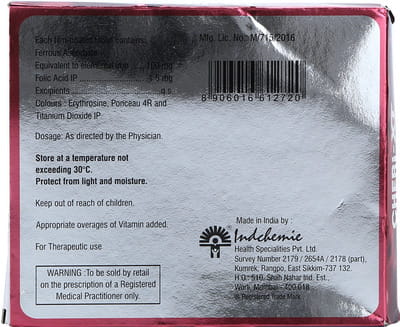 Each film-coated tablet contains:
Ferrous Ascorbate
Equivalent to elemental iron 100 mg
Folic Acid IP 1.5 mg
Excipients q.s
Colours : Erythrosine, Ponceau 4R and
Titanium Dioxide IP
Dosage: As directed by the Physician.
Store at a temperature not
exceeding 30°C.
Protect from light and moisture.
Keep out of reach of children.
Appropriate overages of Vitamin added.
For Therapeutic use
WARNING : To be sold by retail
on the prescription of a Registered
Medical Practitioner only.
Mfg. Lic. No.: M/715/2016
8 906016 612720
Made in India by :
Indchemie
Health Specialities Pvt. Ltd.
Survey Number 2179 / 2654A / 2178 (part),
Kumrek, Rangpo, East Sikkim-737 132.
H.O.: 510, Shah Nahar Ind. Est.,
Worli, Mumbai - 400 018
® Registered Trade Mark